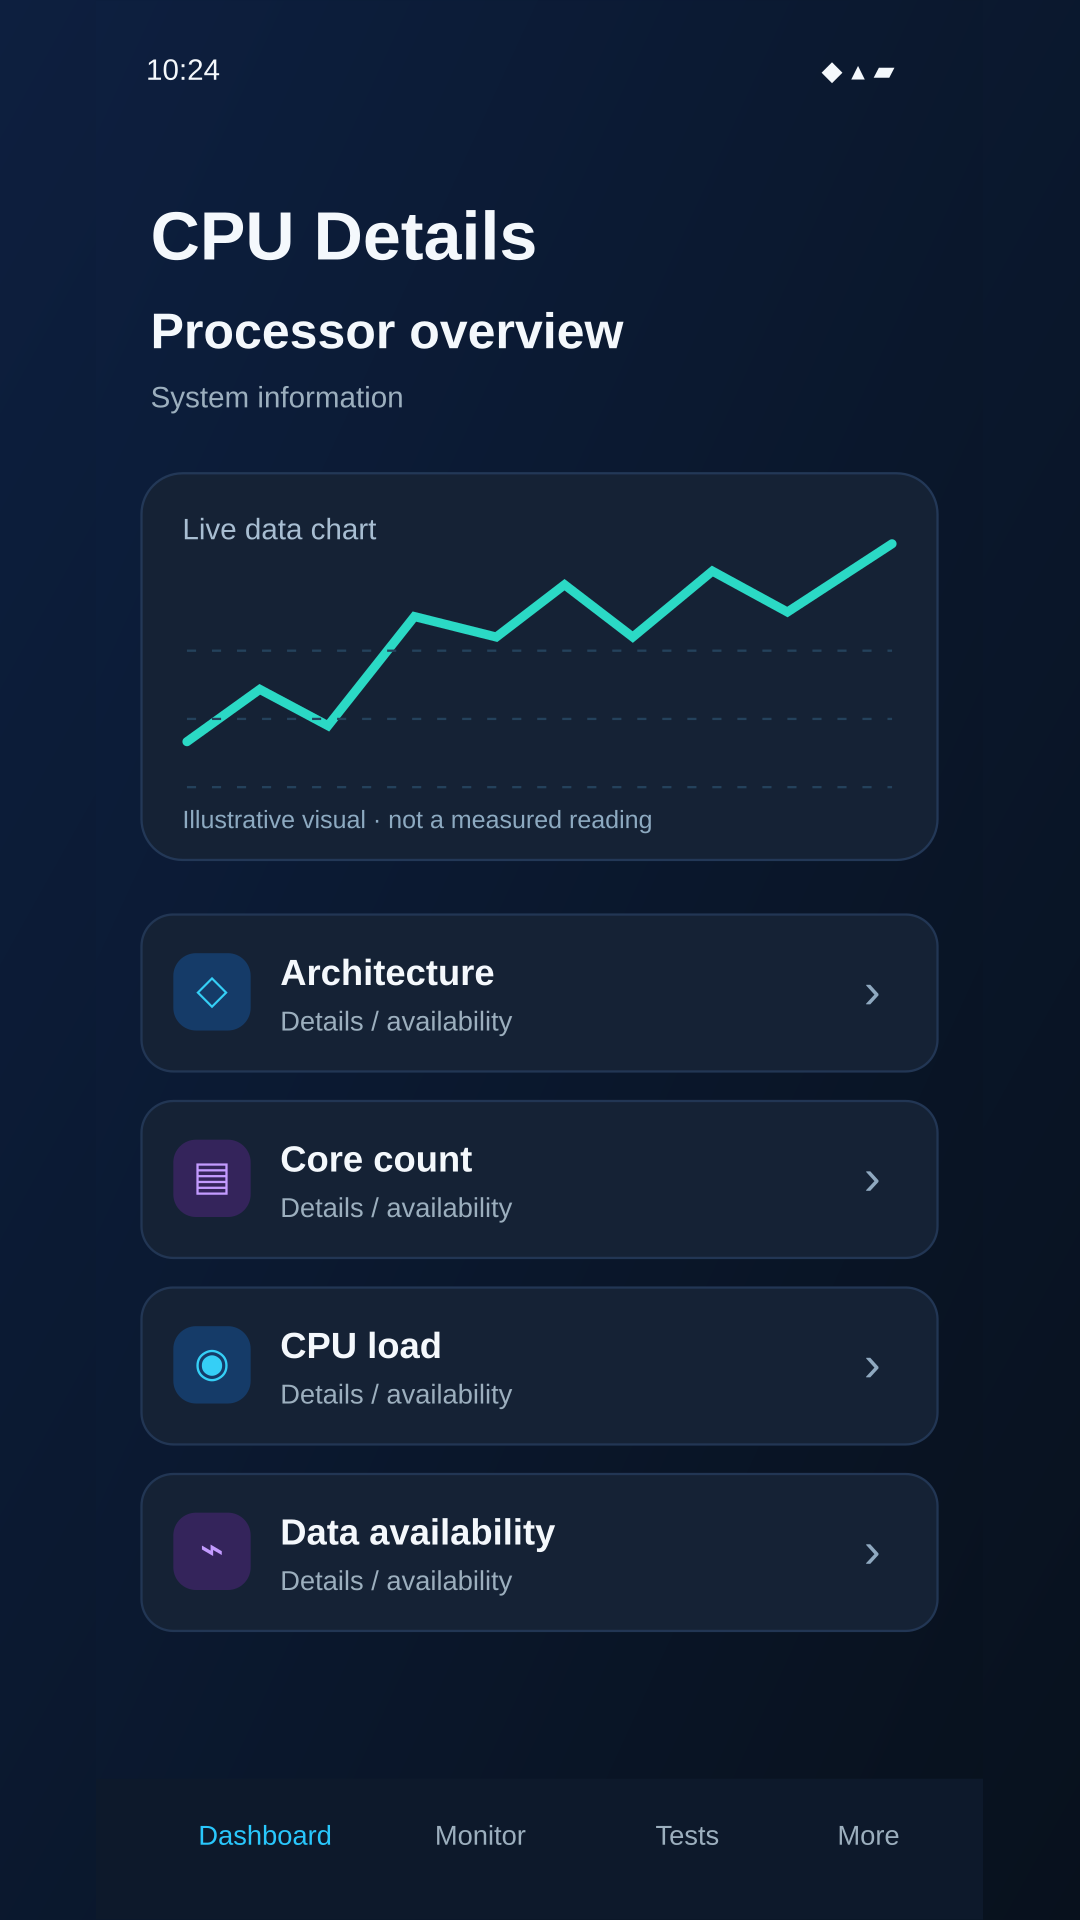 10:24
CPU Details
Processor overview
System information
Live data chart
Illustrative visual · not a measured reading
Architecture
Details / availability
Core count
Details / availability
CPU load
Details / availability
Data availability
Details / availability
Dashboard Monitor Tests More